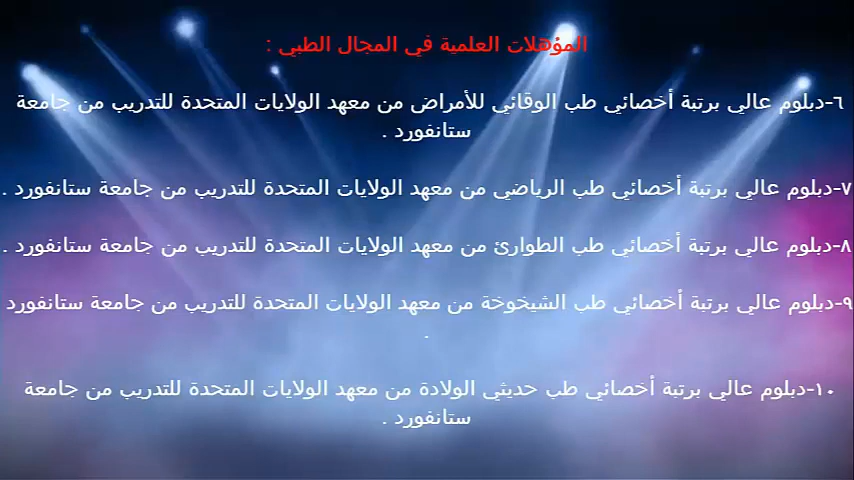 المؤهلات العلمية في المجال الطبي :
٦-دبلوم عالي برتبة أخصائي طب الوقائي للأمراض من معهد الولايات المتحدة للتدريب من جامعة
ستانفورد .
٧-دبلوم عالي برتبة أخصائي طب الرياضي من معهد الولايات المتحدة للتدريب من جامعة ستانفورد .
٨-دبلوم عالي برتبة أخصائي طب الطوارئ من معهد الولايات المتحدة للتدريب من جامعة ستانفورد .
٩-دبلوم عالي برتبة أخصائي طب الشيخوخة من معهد الولايات المتحدة للتدريب من جامعة ستانفورد
.
١٠-دبلوم عالي برتبة أخصائي طب حديثي الولادة من معهد الولايات المتحدة للتدريب من جامعة
ستانفورد .